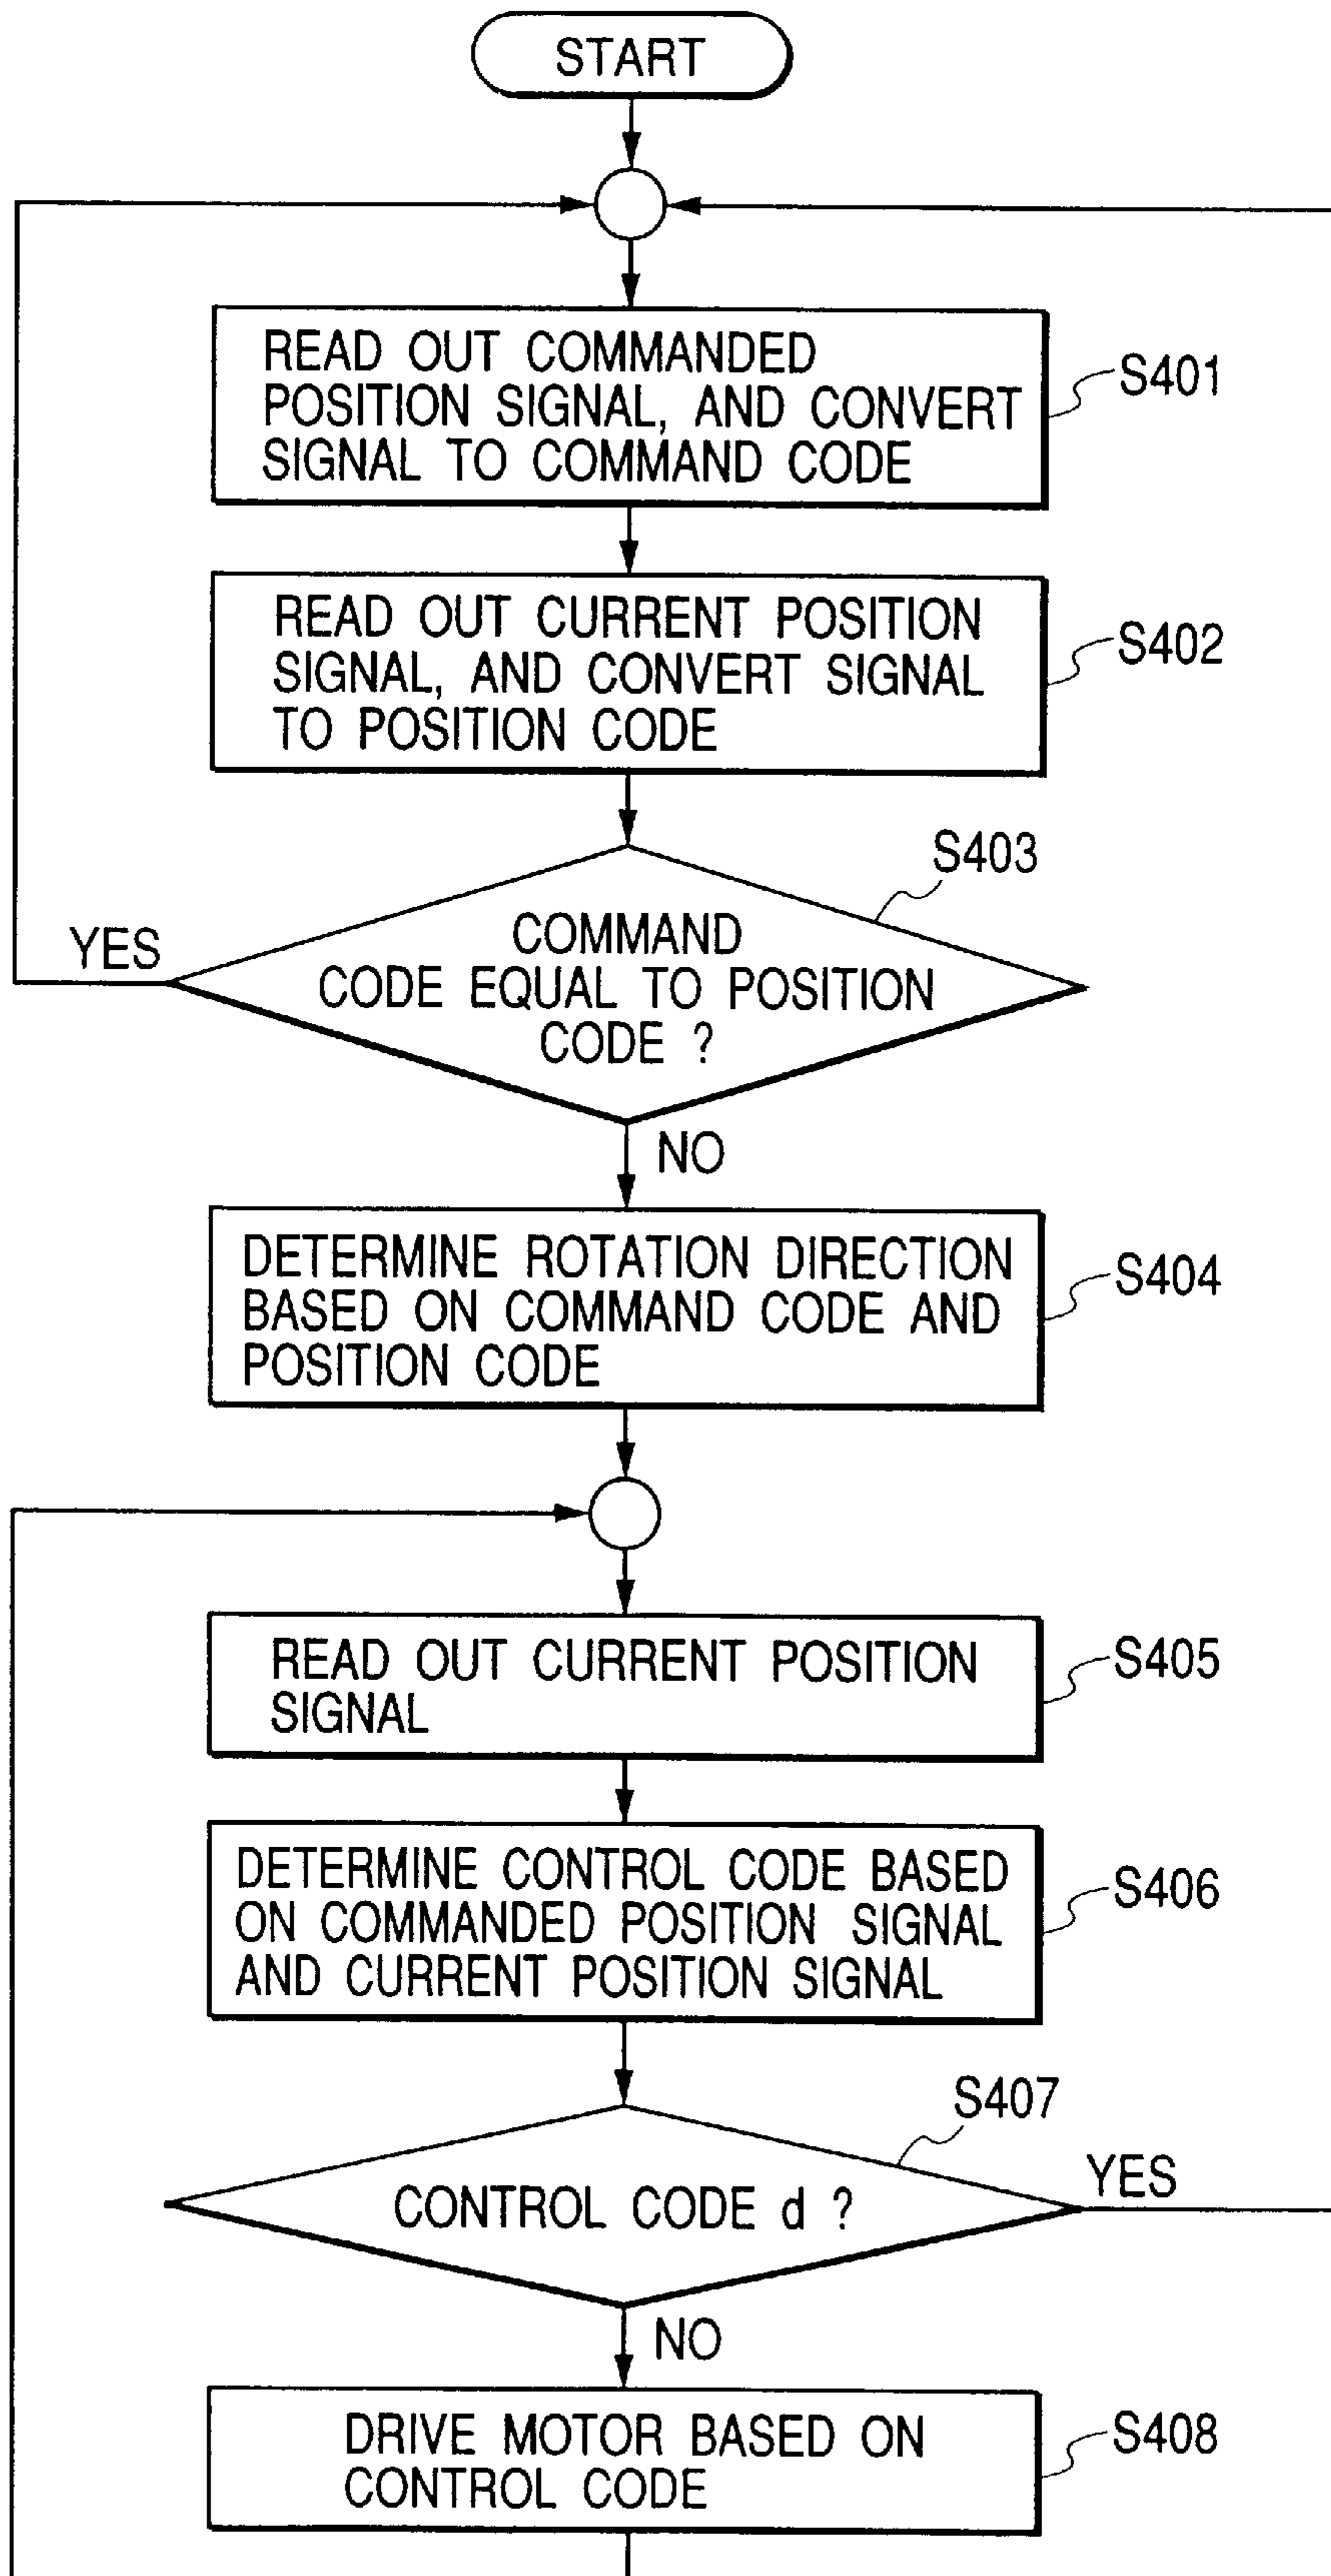 START
READ OUT COMMANDED
POSITION SIGNAL, AND CONVERT
SIGNAL TO COMMAND CODE
S401
READ OUT CURRENT POSITION
SIGNAL, AND CONVERT SIGNAL
TO POSITION CODE
S402
S403
COMMAND
CODE EQUAL TO POSITION
CODE ?
YES
NO
DETERMINE ROTATION DIRECTION
BASED ON COMMAND CODE AND
POSITION CODE
S404
READ OUT CURRENT POSITION
SIGNAL
S405
DETERMINE CONTROL CODE BASED
ON COMMANDED POSITION SIGNAL
AND CURRENT POSITION SIGNAL
S406
S407
CONTROL CODE d ?
YES
NO
DRIVE MOTOR BASED ON
CONTROL CODE
S408